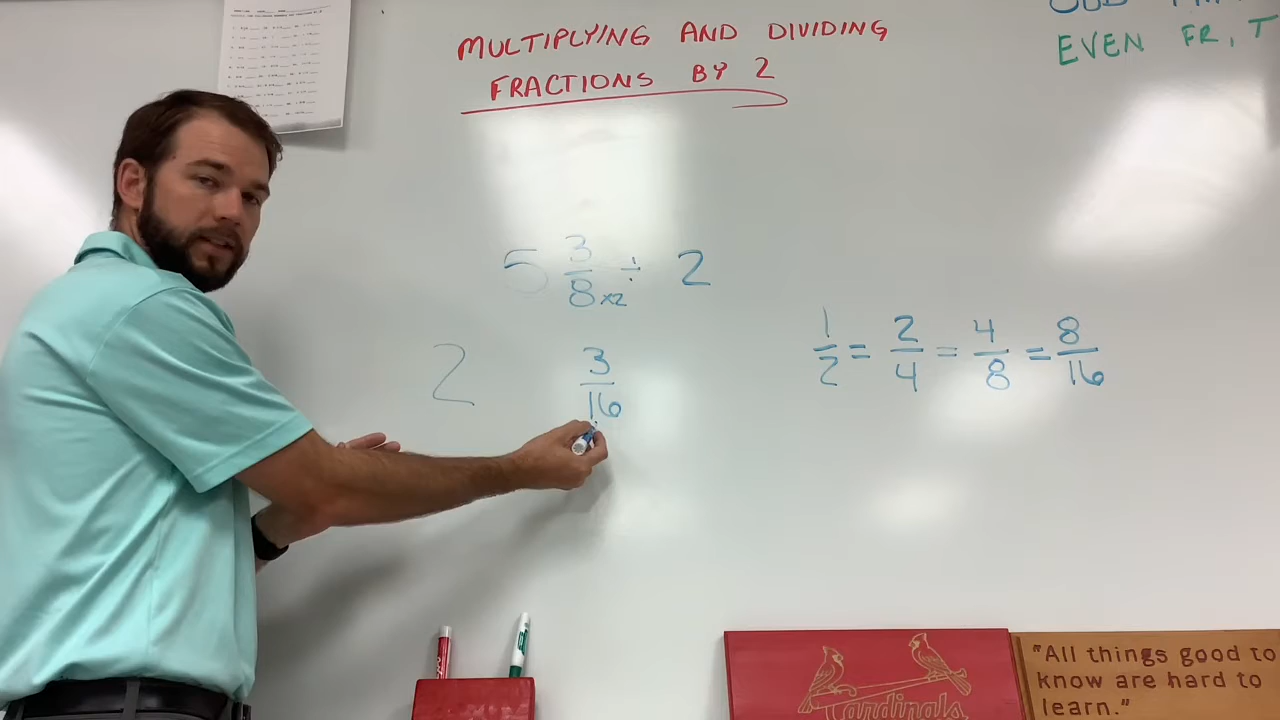 MULTIPLYING AND DIVIDING
FRACTIONS BY 2
EVEN FR, T
5 3/8 x2 ÷ 2
2 3/16
1/2 = 2/4 = 4/8 = 8/16
Cardinals
"All things good to
know are hard to
learn."